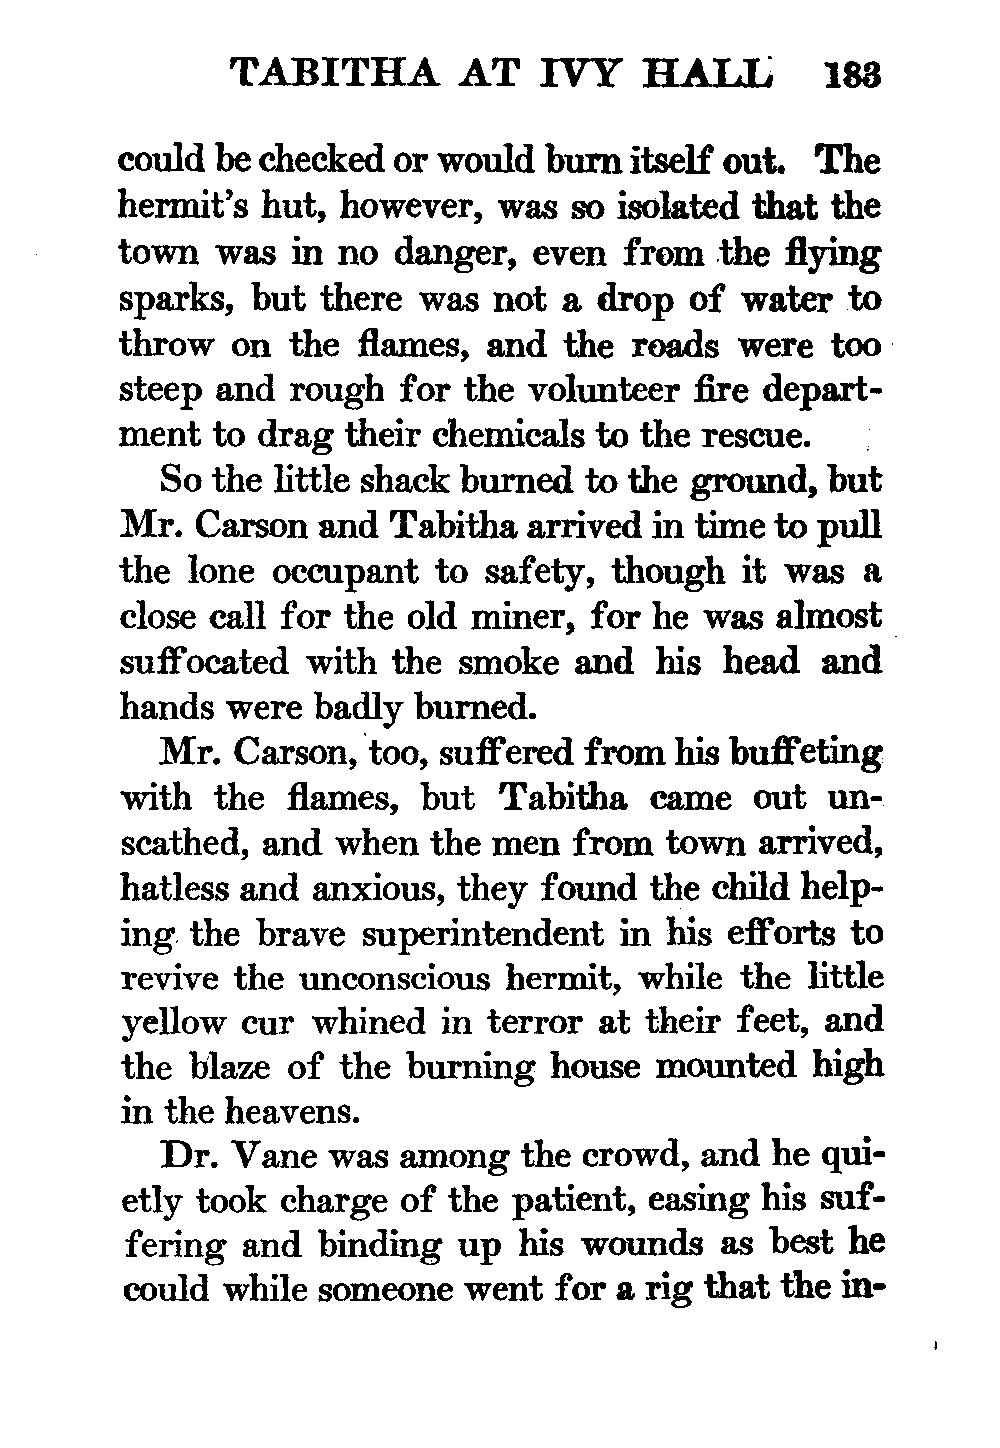 TABITHA AT IVY HALL 183
could be checked or would burn itself out. The
hermit's hut, however, was so isolated that the
town was in no danger, even from the flying
sparks, but there was not a drop of water to
throw on the flames, and the roads were too
steep and rough for the volunteer fire depart-
ment to drag their chemicals to the rescue.
So the little shack burned to the ground, but
Mr. Carson and Tabitha arrived in time to pull
the lone occupant to safety, though it was a
close call for the old miner, for he was almost
suffocated with the smoke and his head and
hands were badly burned.
Mr. Carson, too, suffered from his buffeting
with the flames, but Tabitha came out un-
scathed, and when the men from town arrived,
hatless and anxious, they found the child help-
ing the brave superintendent in his efforts to
revive the unconscious hermit, while the little
yellow cur whined in terror at their feet, and
the blaze of the burning house mounted high
in the heavens.
Dr. Vane was among the crowd, and he qui-
etly took charge of the patient, easing his suf-
fering and binding up his wounds as best he
could while someone went for a rig that the in-